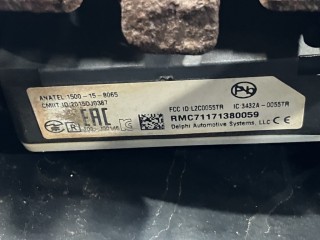 ANATEL 1500-15-8065
CMIIT ID:2015DJ0387
FCC ID L2C0055TR
IC 3432A-0055TR
EAC
RMC71171380059
Delphi Automotive Systems, LLC CE